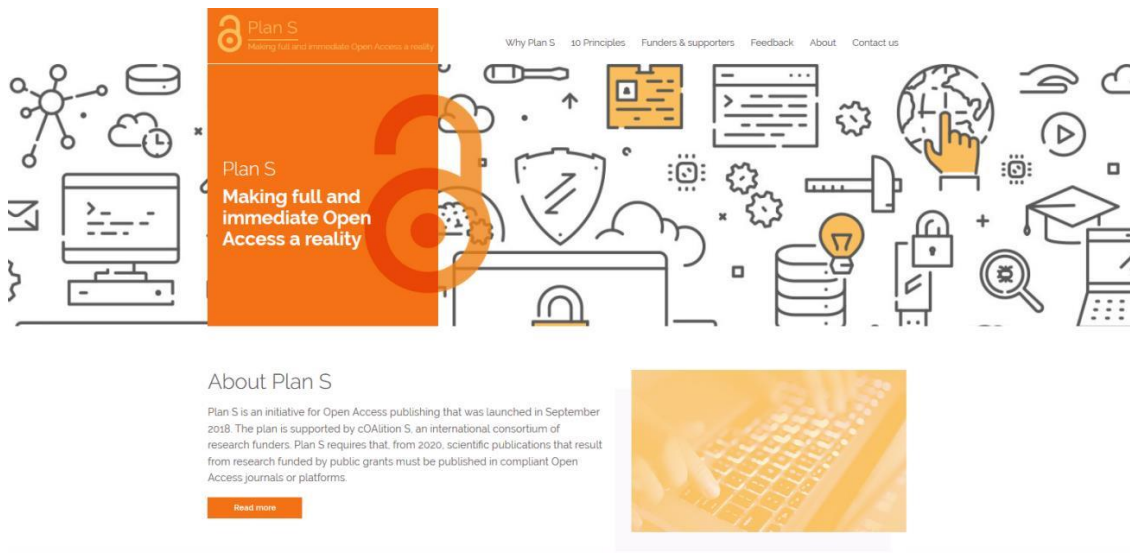 Plan S
Making full and immediate Open Access a reality
Why Plan S 10 Principles Funders & supporters Feedback About Contact us
Plan S
Making full and
immediate Open
Access a reality
About Plan S
Plan S is an initiative for Open Access publishing that was launched in September
2018. The plan is supported by cOAlition S, an international consortium of
research funders. Plan S requires that, from 2020, scientific publications that result
from research funded by public grants must be published in compliant Open
Access journals or platforms.
Read more